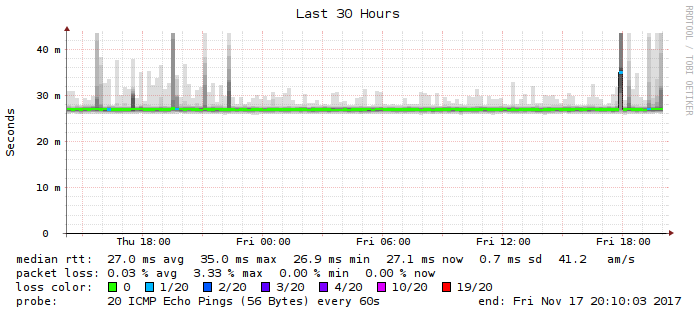 Last 30 Hours
RRDTOOL / TOBI OETIKER
Seconds
40 m
30 m
20 m
10 m
0
Thu 18:00 Fri 00:00 Fri 06:00 Fri 12:00 Fri 18:00
median rtt: 27.0 ms avg 35.0 ms max 26.9 ms min 27.1 ms now 0.7 ms sd 41.2 am/s
packet loss: 0.03 % avg 3.33 % max 0.00 % min 0.00 % now
loss color: 0 1/20 2/20 3/20 4/20 10/20 19/20
probe: 20 ICMP Echo Pings (56 Bytes) every 60s end: Fri Nov 17 20:10:03 2017